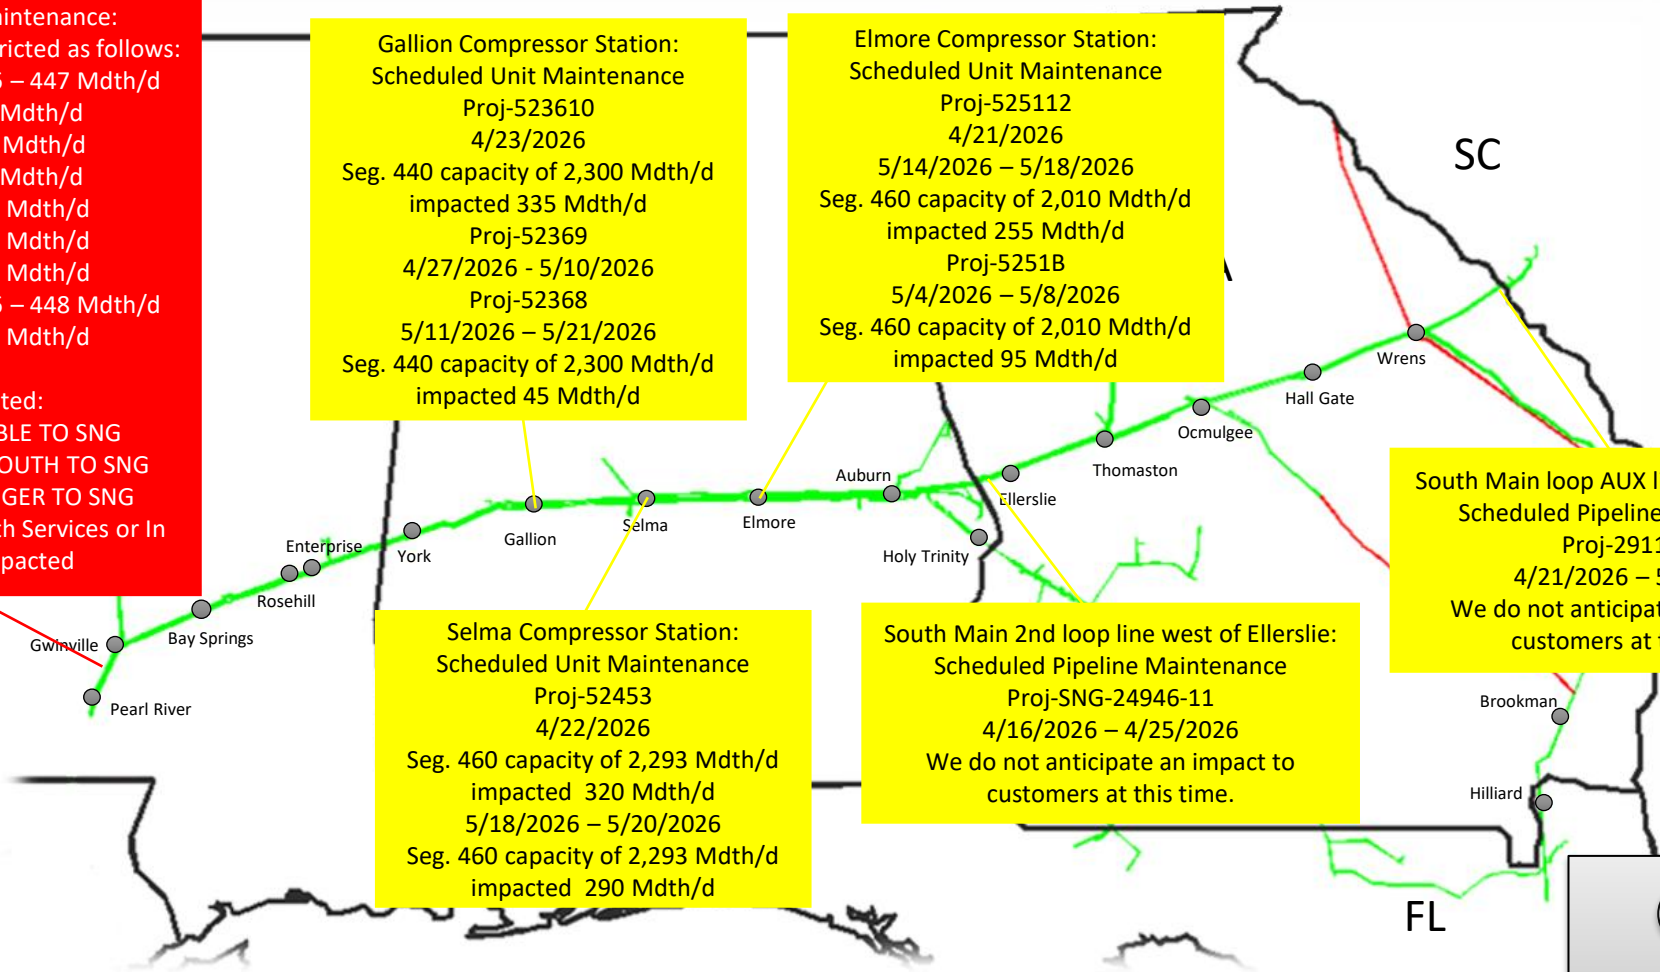 intenance:
ricted as follows:
– 447 Mdth/d
Mdth/d
Mdth/d
Mdth/d
Mdth/d
Mdth/d
Mdth/d
– 448 Mdth/d
Mdth/d
ted:
BLE TO SNG
OUTH TO SNG
GER TO SNG
th Services or In
pacted
Gallion Compressor Station:
Scheduled Unit Maintenance
Proj-523610
4/23/2026
Seg. 440 capacity of 2,300 Mdth/d
impacted 335 Mdth/d
Proj-52369
4/27/2026 - 5/10/2026
Proj-52368
5/11/2026 – 5/21/2026
Seg. 440 capacity of 2,300 Mdth/d
impacted 45 Mdth/d
Elmore Compressor Station:
Scheduled Unit Maintenance
Proj-525112
4/21/2026
5/14/2026 – 5/18/2026
Seg. 460 capacity of 2,010 Mdth/d
impacted 255 Mdth/d
Proj-5251B
5/4/2026 – 5/8/2026
Seg. 460 capacity of 2,010 Mdth/d
impacted 95 Mdth/d
SC
Wrens
Hall Gate
Ocmulgee
Thomaston
Auburn
Ellerslie
Elmore
Selma
Gallion
Holy Trinity
York
Enterprise
Rosehill
Bay Springs
Gwinville
Pearl River
South Main loop AUX l
Scheduled Pipeline
Proj-2911
4/21/2026 – 5
We do not anticipat
customers at t
Selma Compressor Station:
Scheduled Unit Maintenance
Proj-52453
4/22/2026
Seg. 460 capacity of 2,293 Mdth/d
impacted 320 Mdth/d
5/18/2026 – 5/20/2026
Seg. 460 capacity of 2,293 Mdth/d
impacted 290 Mdth/d
South Main 2nd loop line west of Ellerslie:
Scheduled Pipeline Maintenance
Proj-SNG-24946-11
4/16/2026 – 4/25/2026
We do not anticipate an impact to
customers at this time.
Brookman
Hilliard
FL